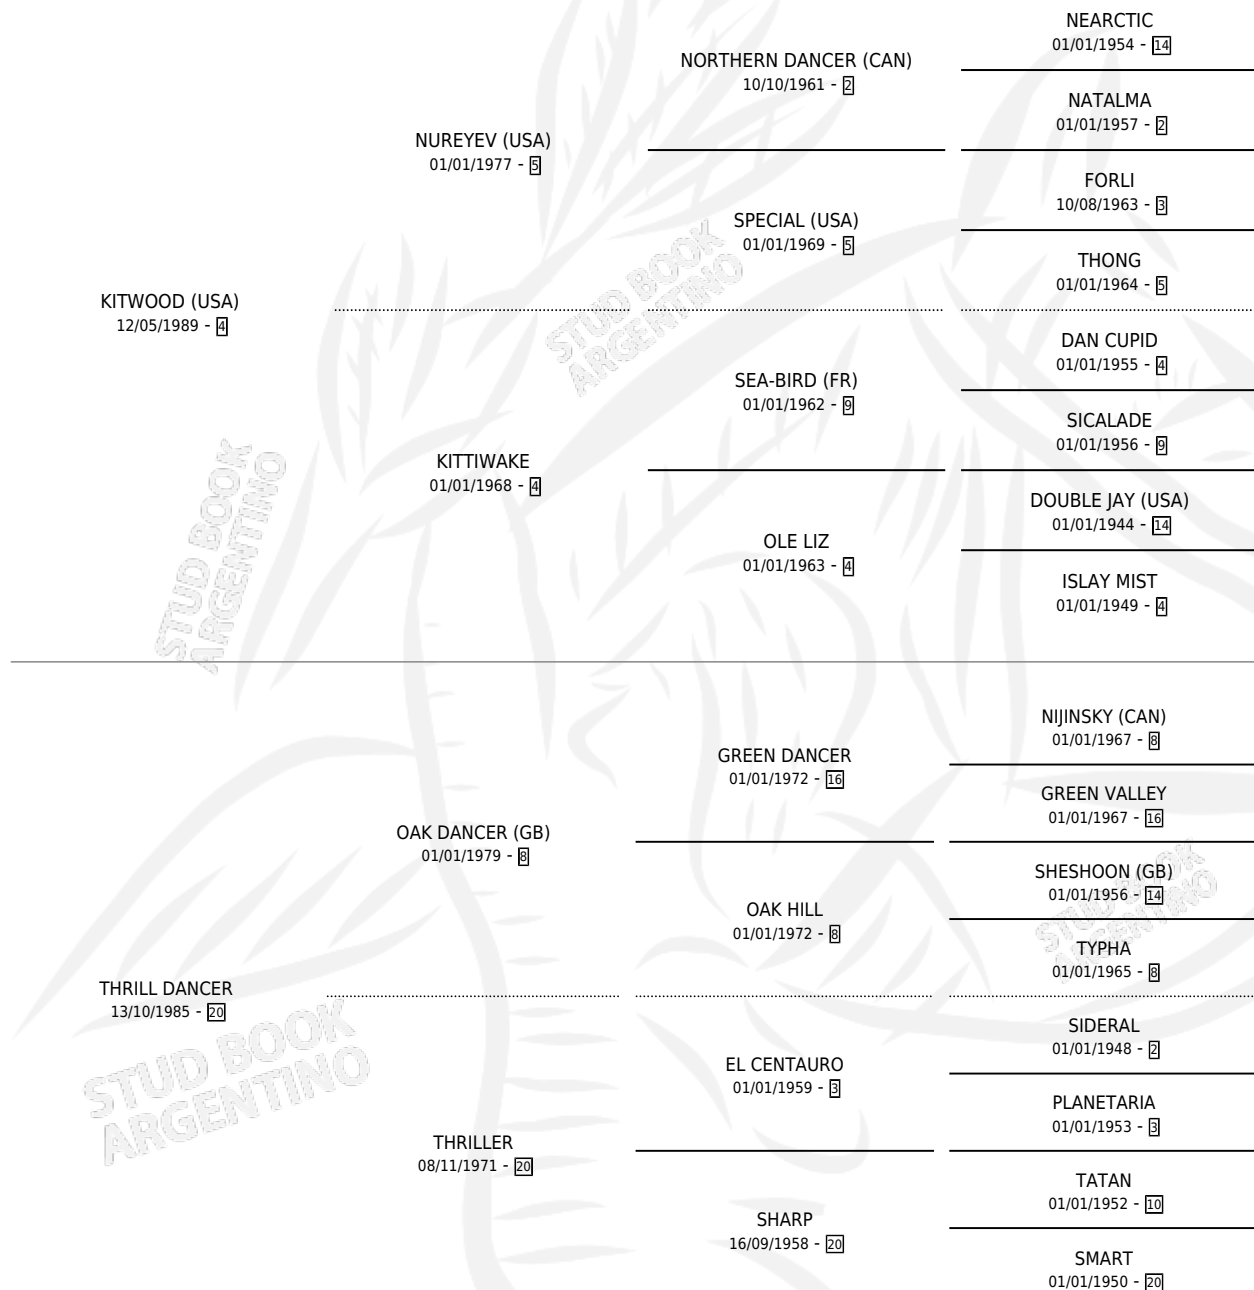 NEARCTIC
01/01/1954 - 14
NORTHERN DANCER (CAN)
10/10/1961 - 2
NATALMA
01/01/1957 - 2
NUREYEV (USA)
01/01/1977 - 5
FORLI
10/08/1963 - 3
SPECIAL (USA)
01/01/1969 - 5
THONG
01/01/1964 - 5
KITWOOD (USA)
12/05/1989 - 4
STUD BOOK
ARGENTINO
DAN CUPID
01/01/1955 - 4
SEA-BIRD (FR)
01/01/1962 - 9
SICALADE
01/01/1956 - 9
KITTIWAKE
01/01/1968 - 4
DOUBLE JAY (USA)
01/01/1944 - 14
OLE LIZ
01/01/1963 - 4
ISLAY MIST
01/01/1949 - 4
STUD BOOK
ARGENTINO
NIJINSKY (CAN)
01/01/1967 - 8
GREEN DANCER
01/01/1972 - 16
GREEN VALLEY
01/01/1967 - 16
OAK DANCER (GB)
01/01/1979 - 8
SHESHOON (GB)
01/01/1956 - 14
OAK HILL
01/01/1972 - 8
TYPHA
01/01/1965 - 8
STUD BOOK
ARGENTINO
THRILL DANCER
13/10/1985 - 20
SIDERAL
01/01/1948 - 2
EL CENTAURO
01/01/1959 - 3
PLANETARIA
01/01/1953 - 3
STUD BOOK
ARGENTINO
THRILLER
08/11/1971 - 20
TATAN
01/01/1952 - 10
SHARP
16/09/1958 - 20
SMART
01/01/1950 - 20